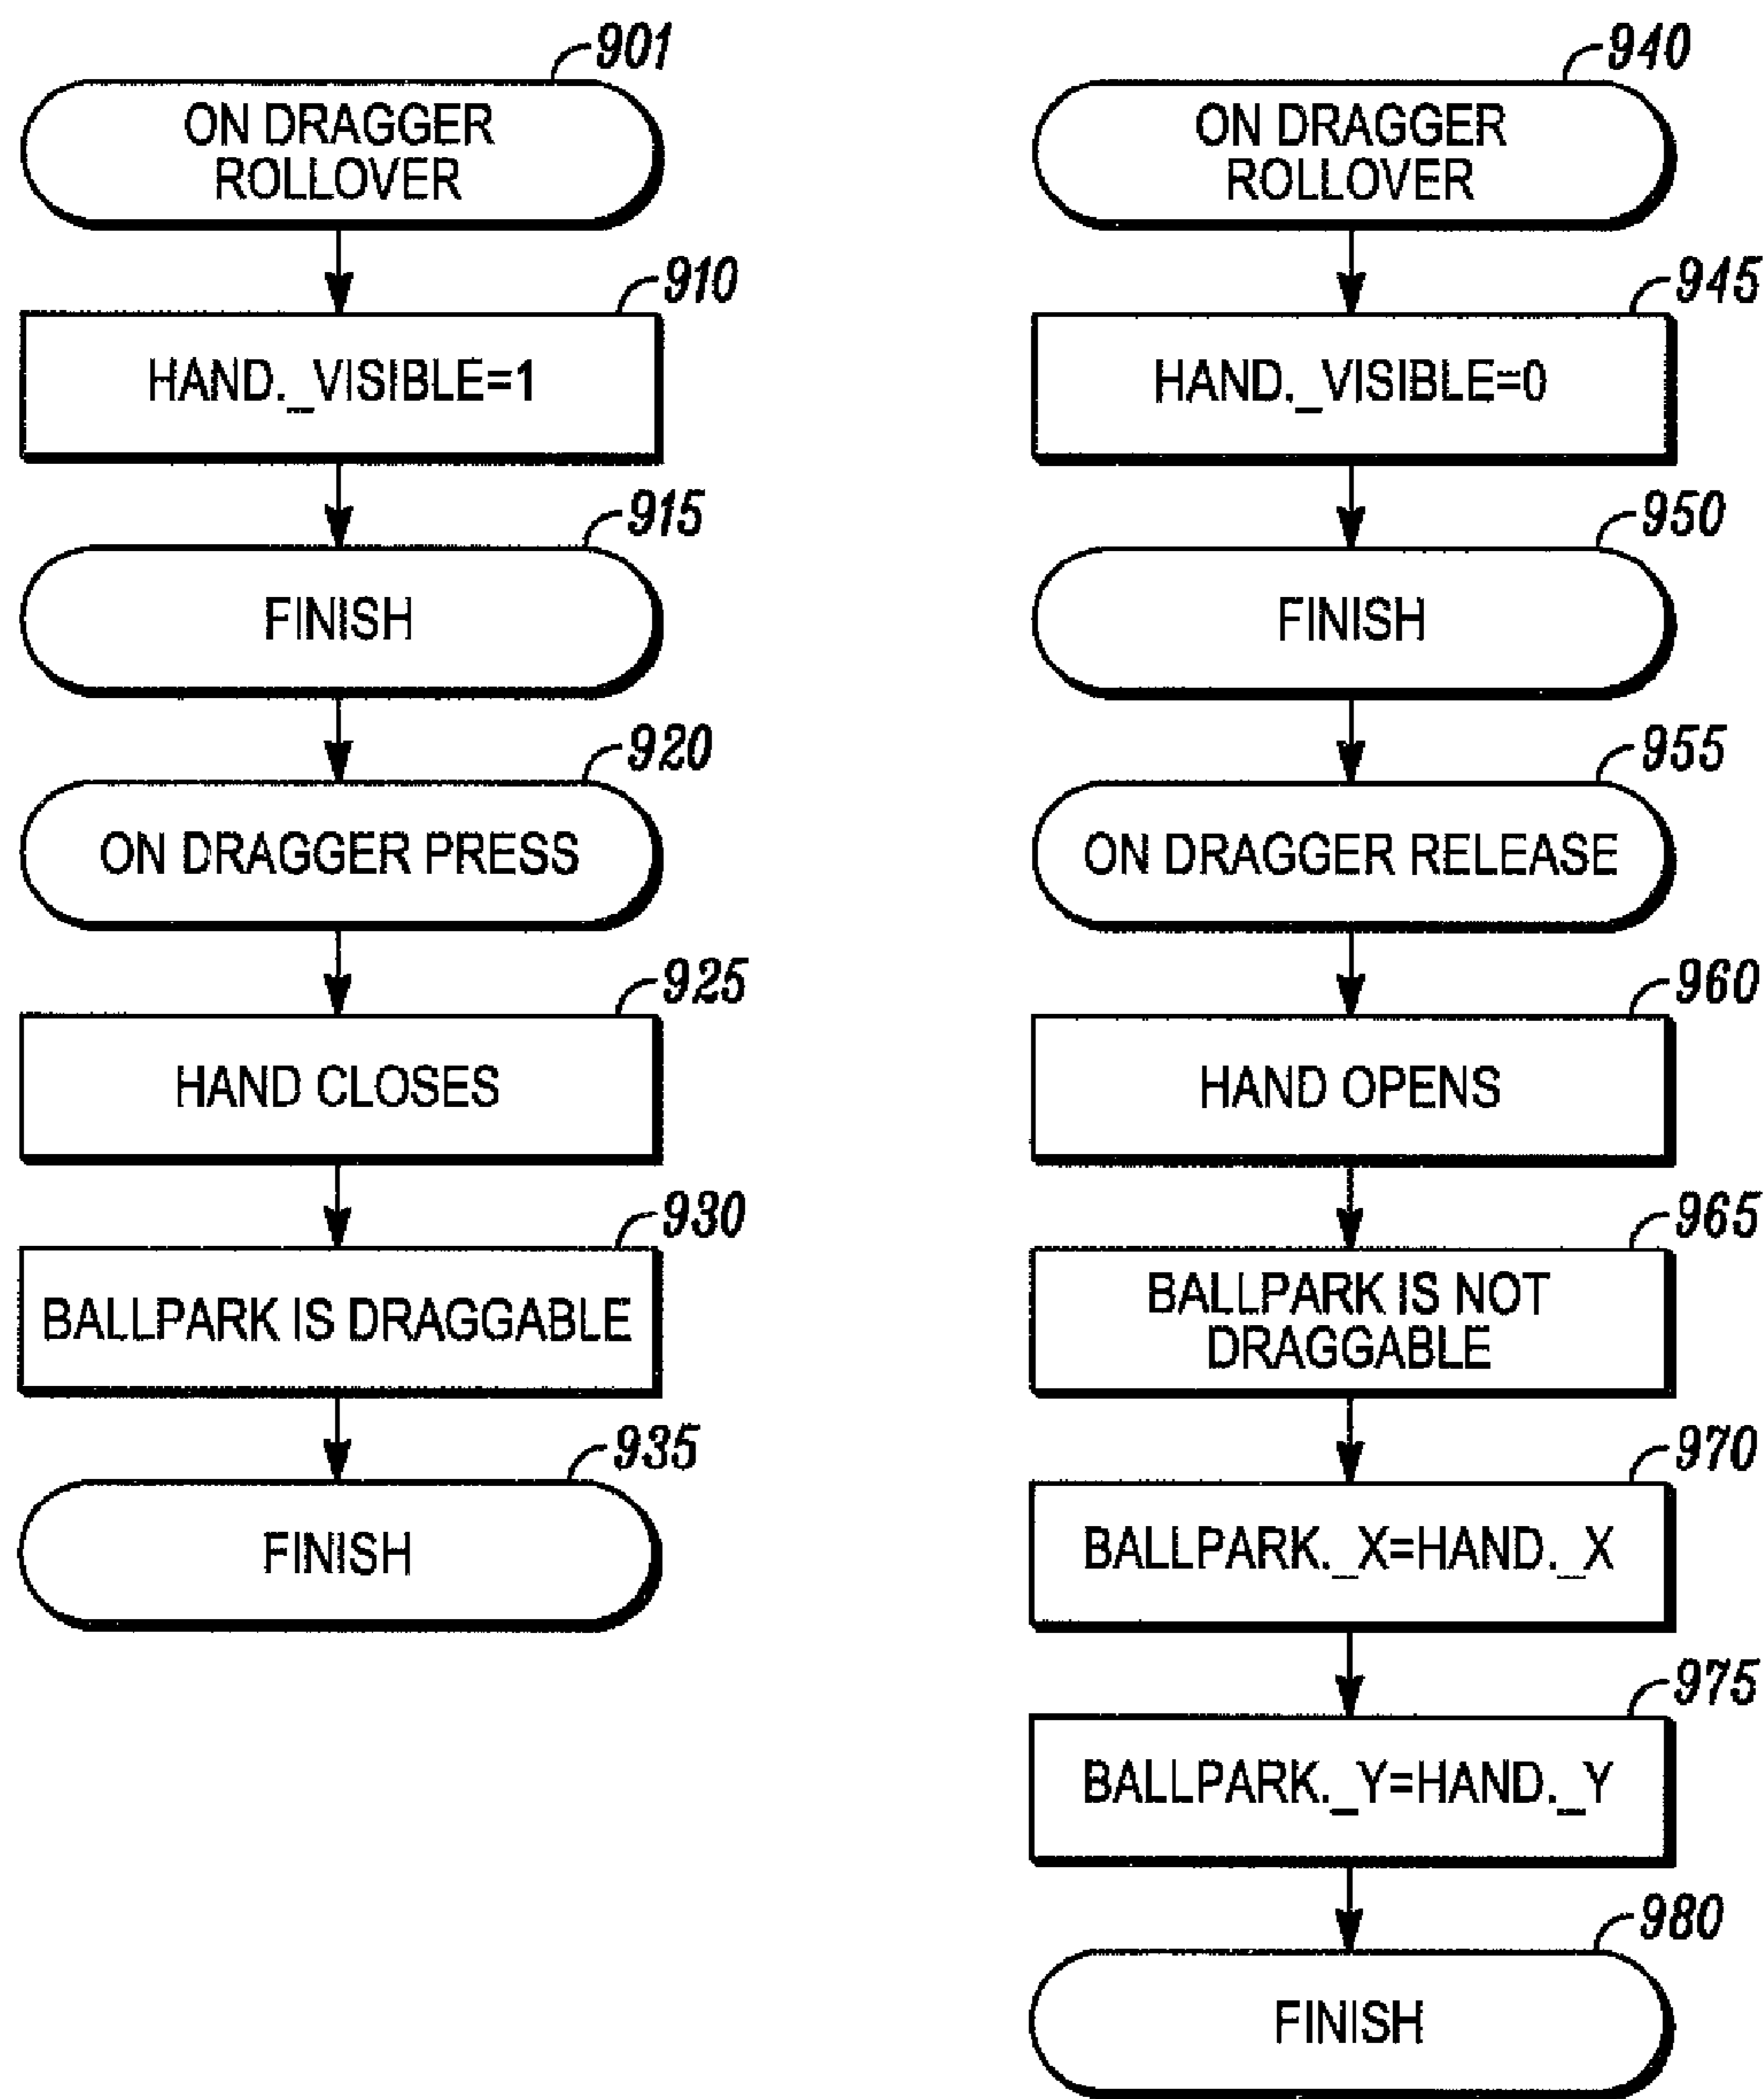 901
ON DRAGGER
ROLLOVER
910
HAND._VISIBLE=1
915
FINISH
920
ON DRAGGER PRESS
925
HAND CLOSES
930
BALLPARK IS DRAGGABLE
935
FINISH
940
ON DRAGGER
ROLLOVER
945
HAND._VISIBLE=0
950
FINISH
955
ON DRAGGER RELEASE
960
HAND OPENS
965
BALLPARK IS NOT
DRAGGABLE
970
BALLPARK._X=HAND._X
975
BALLPARK._Y=HAND._Y
980
FINISH